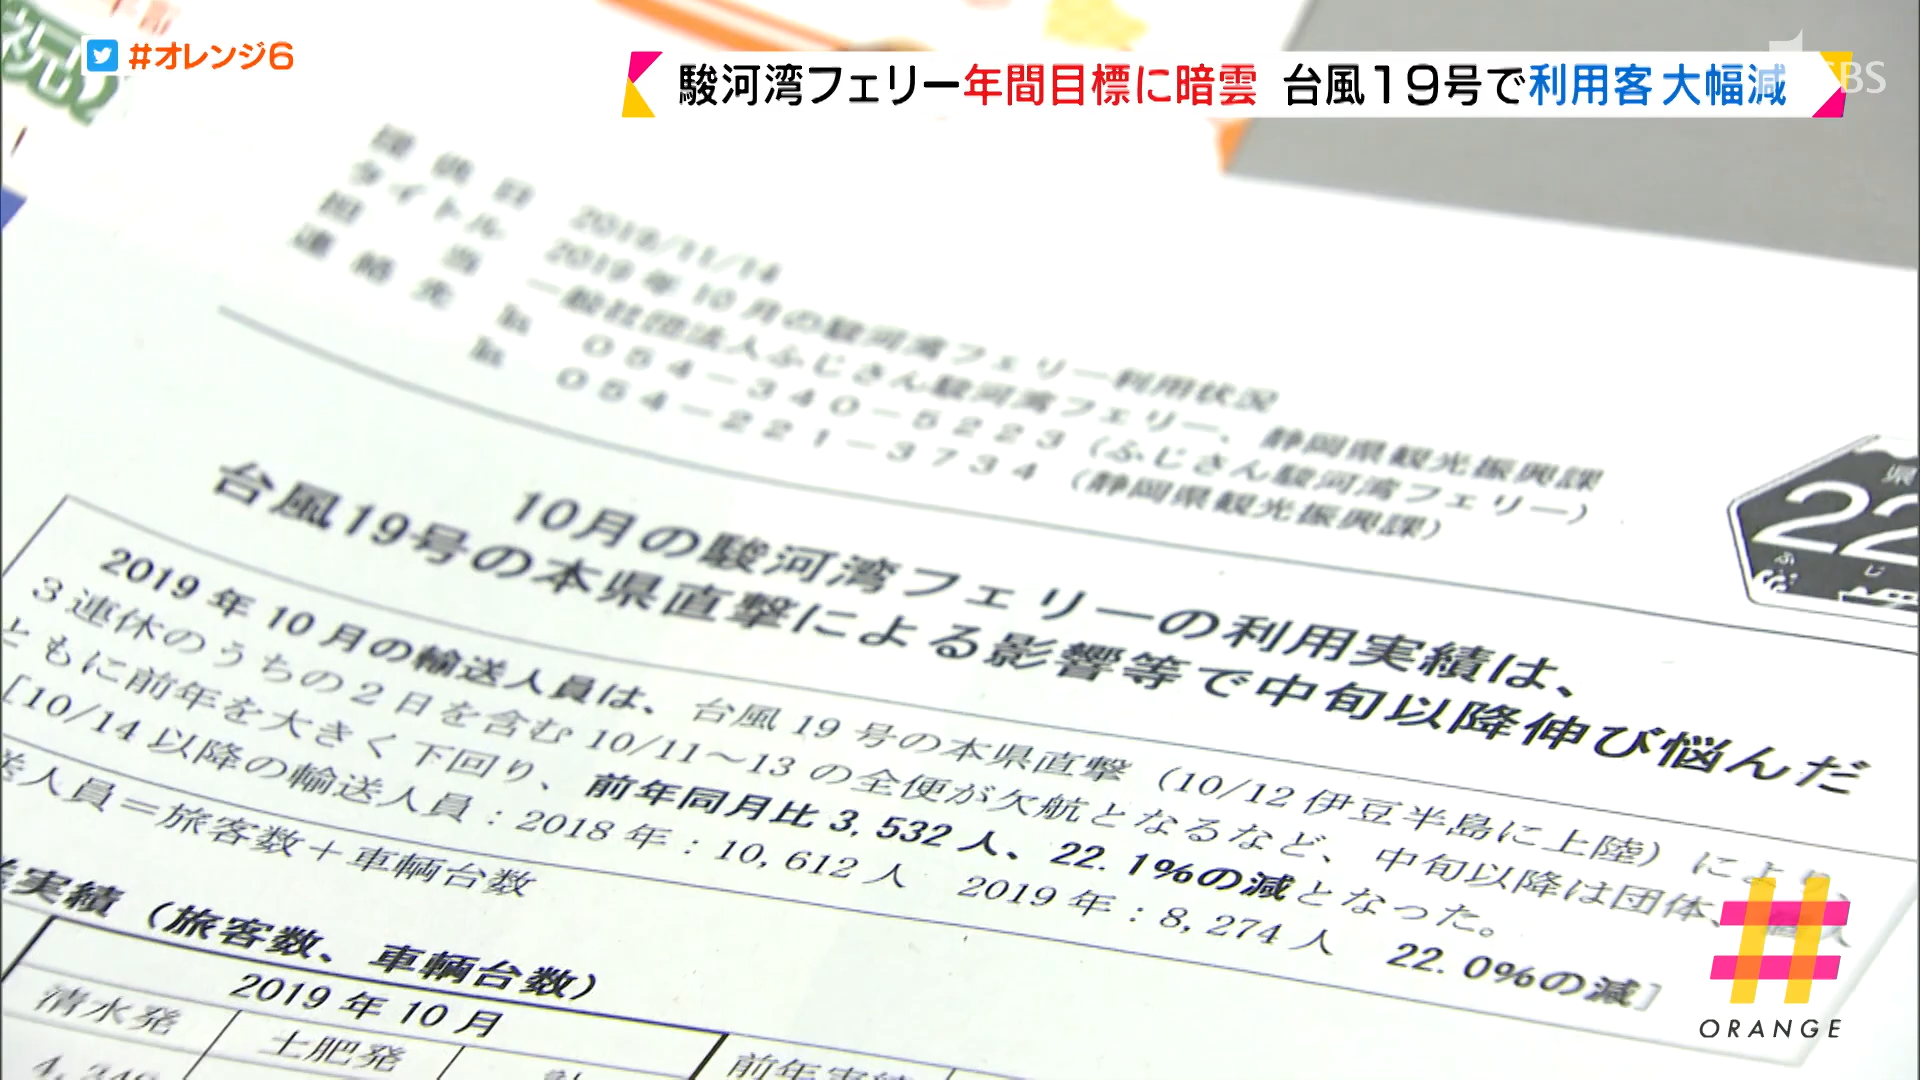 #オレンジ6
駿河湾フェリー年間目標に暗雲 台風19号で利用客 大幅減
SBS
提供日 2019/11/14
タイトル 2019年10月の駿河湾フェリー利用状況
担当 一般社団法人ふじさん駿河湾フェリー、静岡県観光振興課
連絡先 ℡ 054-340-5223（ふじさん駿河湾フェリー）
℡ 054-221-3734（静岡県観光振興課）
県
22
ふじ
10月の駿河湾フェリーの利用実績は、
台風19号の本県直撃による影響等で中旬以降伸び悩んだ
2019年10月の輸送人員は、台風19号の本県直撃（10/12伊豆半島に上陸）により、
3連休のうちの2日を含む10/11～13の全便が欠航となるなど、中旬以降は団体、個人
ともに前年を大きく下回り、前年同月比3,532人、22.1%の減となった。
[10/14以降の輸送人員：2018年：10,612人 2019年：8,274人 22.0%の減]
送人員＝旅客数＋車輌台数
実績（旅客数、車輌台数）
2019年10月
清水発 土肥発 計 前年実績
ORANGE